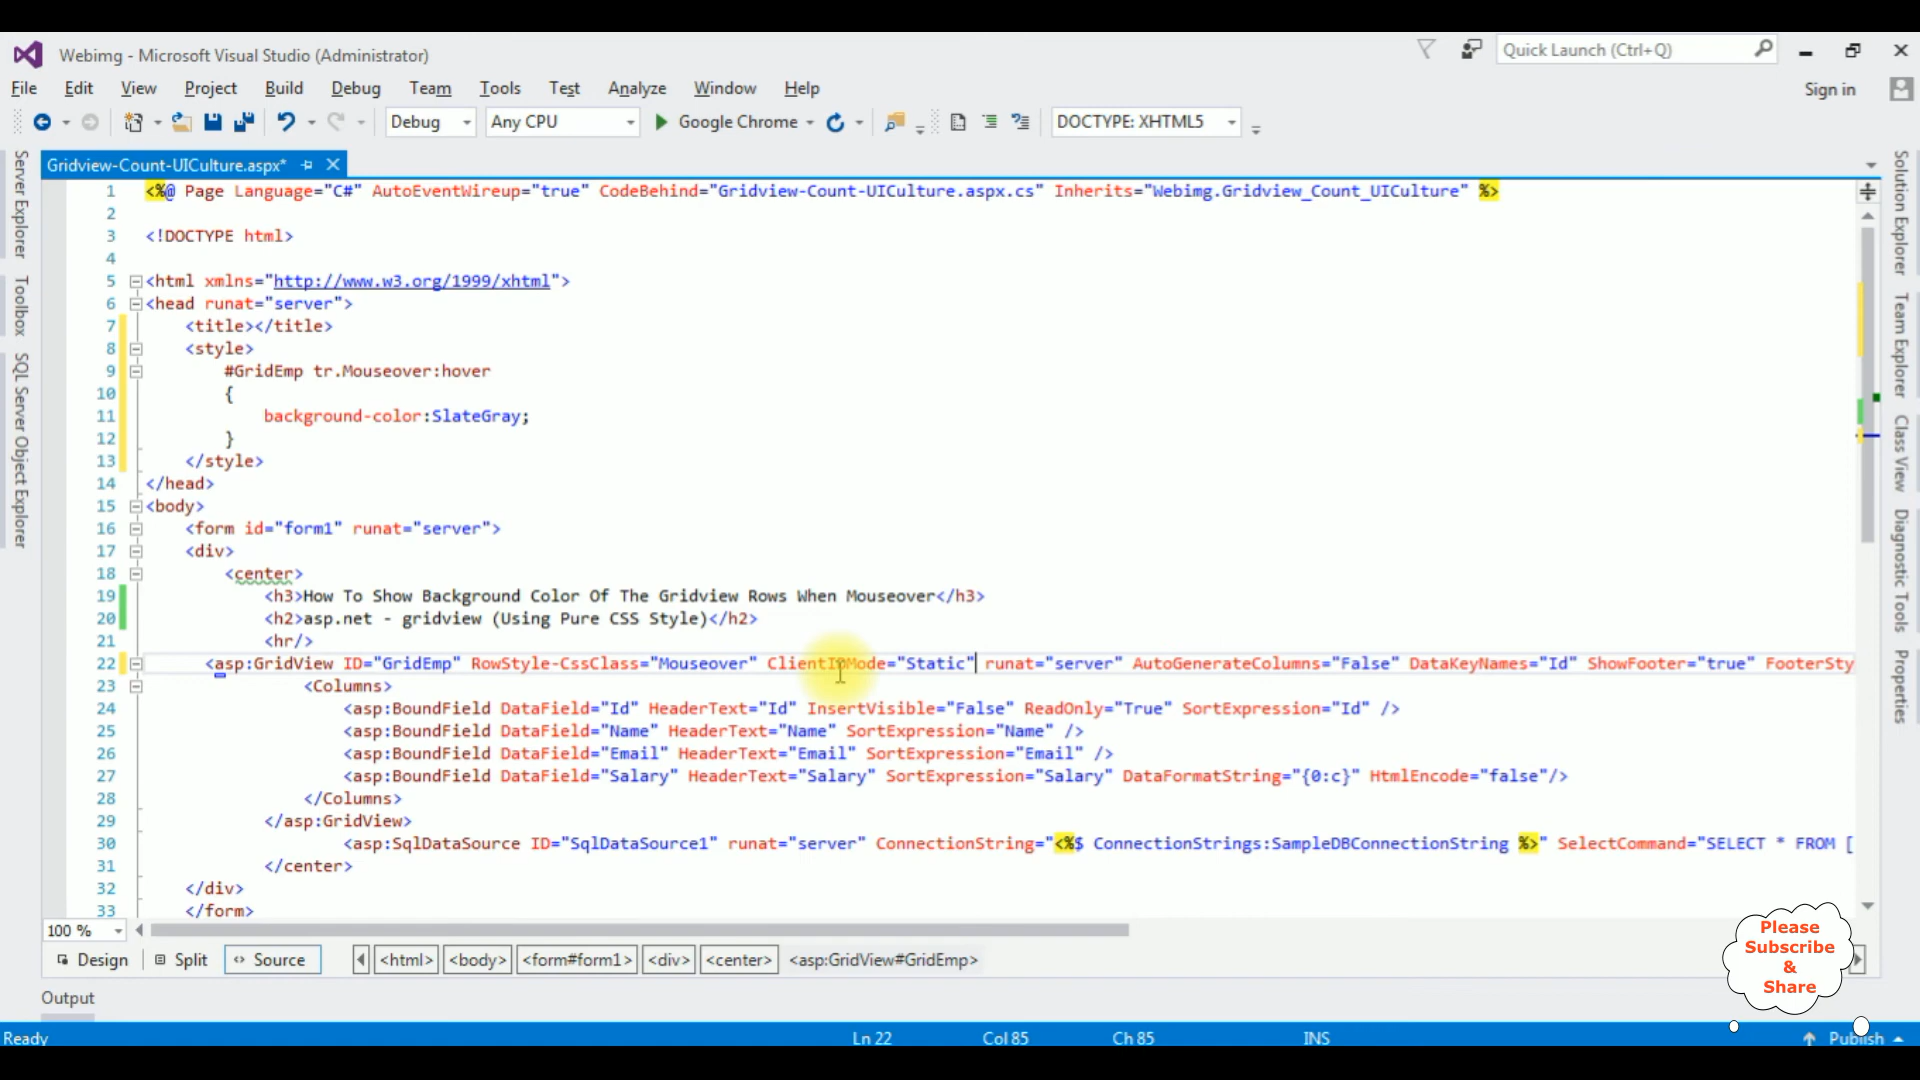 Webimg - Microsoft Visual Studio (Administrator)
Quick Launch (Ctrl+Q)
File Edit View Project Build Debug Team Tools Test Analyze Window Help
Sign in
Debug Any CPU Google Chrome DOCTYPE: XHTML5
Gridview-Count-UICulture.aspx*
Server Explorer
Toolbox
SQL Server Object Explorer
1 <%@ Page Language="C#" AutoEventWireup="true" CodeBehind="Gridview-Count-UICulture.aspx.cs" Inherits="Webimg.Gridview_Count_UICulture" %>
2
3 <!DOCTYPE html>
4
5 <html xmlns="http://www.w3.org/1999/xhtml">
6 <head runat="server">
7 <title></title>
8 <style>
9 #GridEmp tr.Mouseover:hover
10 {
11 background-color:SlateGray;
12 }
13 </style>
14 </head>
15 <body>
16 <form id="form1" runat="server">
17 <div>
18 <center>
19 <h3>How To Show Background Color Of The Gridview Rows When Mouseover</h3>
20 <h2>asp.net - gridview (Using Pure CSS Style)</h2>
21 <hr/>
22 <asp:GridView ID="GridEmp" RowStyle-CssClass="Mouseover" ClientIDMode="Static" runat="server" AutoGenerateColumns="False" DataKeyNames="Id" ShowFooter="true" FooterSty
23 <Columns>
24 <asp:BoundField DataField="Id" HeaderText="Id" InsertVisible="False" ReadOnly="True" SortExpression="Id" />
25 <asp:BoundField DataField="Name" HeaderText="Name" SortExpression="Name" />
26 <asp:BoundField DataField="Email" HeaderText="Email" SortExpression="Email" />
27 <asp:BoundField DataField="Salary" HeaderText="Salary" SortExpression="Salary" DataFormatString="{0:c}" HtmlEncode="false"/>
28 </Columns>
29 </asp:GridView>
30 <asp:SqlDataSource ID="SqlDataSource1" runat="server" ConnectionString="<%$ ConnectionStrings:SampleDBConnectionString %>" SelectCommand="SELECT * FROM [
31 </center>
32 </div>
33 </form>
Solution Explorer
Team Explorer
Class View
Diagnostic Tools
Properties
100 %
Design Split Source <html> <body> <form#form1> <div> <center> <asp:GridView#GridEmp>
Please
Subscribe
&
Share
Output
Ready Ln 22 Col 85 Ch 85 INS Publish